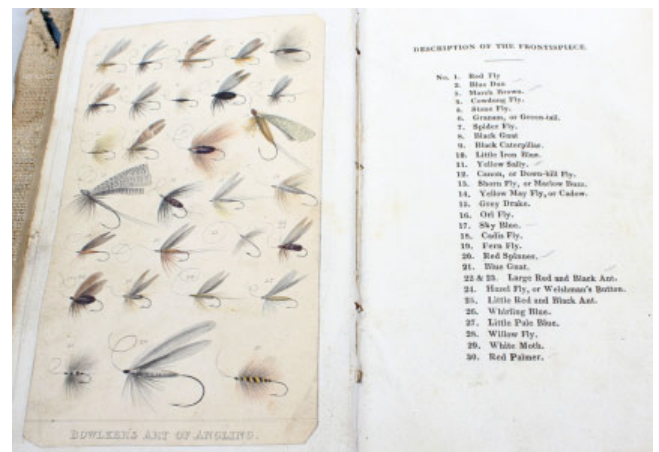 BOWLKER'S ART OF ANGLING.
DESCRIPTION OF THE FRONTISPIECE.
No. 1. Red Fly
2. Blue Dun
3. March Brown.
4. Cowdung Fly.
5. Stone Fly.
6. Granam, or Green-tail.
7. Spider Fly.
8. Black Gnat
9. Black Caterpillar.
10. Little Iron Blue.
11. Yellow Sally.
12. Canon, or Down-hill Fly.
13. Shorn Fly, or Marlow Buzz.
14. Yellow May Fly, or Cadow.
15. Grey Drake.
16. Orl Fly.
17. Sky Blue.
18. Cadis Fly.
19. Fern Fly.
20. Red Spinner.
21. Blue Gnat.
22 & 23. Large Red and Black Ant.
24. Hazel Fly, or Welshman's Button.
25. Little Red and Black Ant.
26. Whirling Blue.
27. Little Pale Blue.
28. Willow Fly.
29. White Moth.
30. Red Palmer.